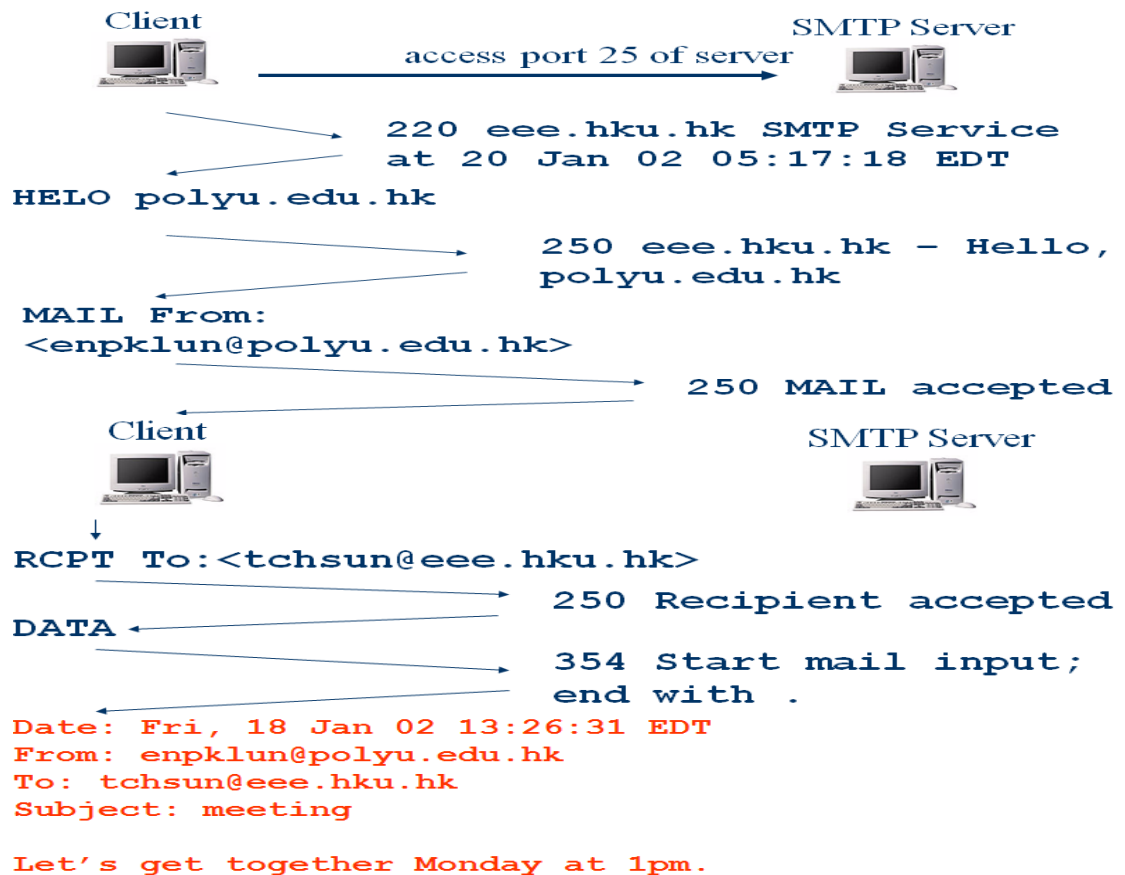 Client
SMTP Server
access port 25 of server
220 eee.hku.hk SMTP Service
at 20 Jan 02 05:17:18 EDT
HELO polyu.edu.hk
250 eee.hku.hk – Hello,
polyu.edu.hk
MAIL From:
<enpklun@polyu.edu.hk>
250 MAIL accepted
Client
SMTP Server
RCPT To:<tchsun@eee.hku.hk>
250 Recipient accepted
DATA
354 Start mail input;
end with .
Date: Fri, 18 Jan 02 13:26:31 EDT
From: enpklun@polyu.edu.hk
To: tchsun@eee.hku.hk
Subject: meeting
Let’s get together Monday at 1pm.